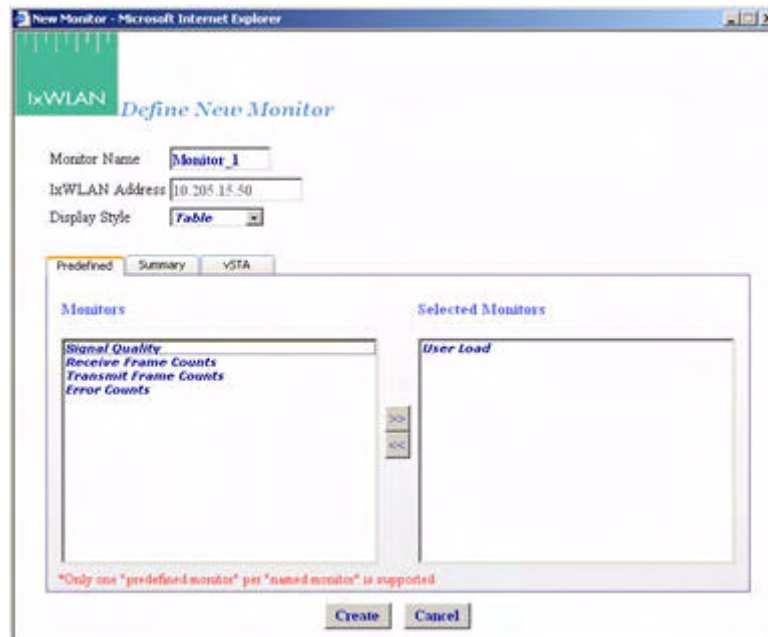 New Monitor - Microsoft Internet Explorer
IxWLAN
Define New Monitor
Monitor Name Monitor_1
IxWLAN Address 10.205.15.50
Display Style Table
Predefined Summary vSTA
Monitors Selected Monitors
Signal Quality User Load
Receive Frame Counts
Transmit Frame Counts
Error Counts
>>
<<
*Only one "predefined monitor" per "named monitor" is supported
Create Cancel